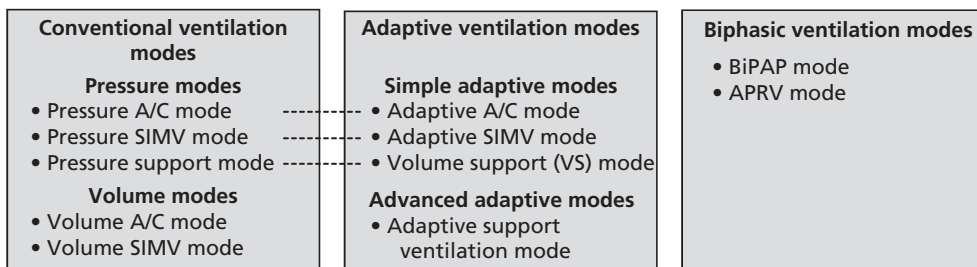 Conventional ventilation
modes
Pressure modes
• Pressure A/C mode
• Pressure SIMV mode
• Pressure support mode
Volume modes
• Volume A/C mode
• Volume SIMV mode
Adaptive ventilation modes
Simple adaptive modes
• Adaptive A/C mode
• Adaptive SIMV mode
• Volume support (VS) mode
Advanced adaptive modes
• Adaptive support
ventilation mode
Biphasic ventilation modes
• BiPAP mode
• APRV mode